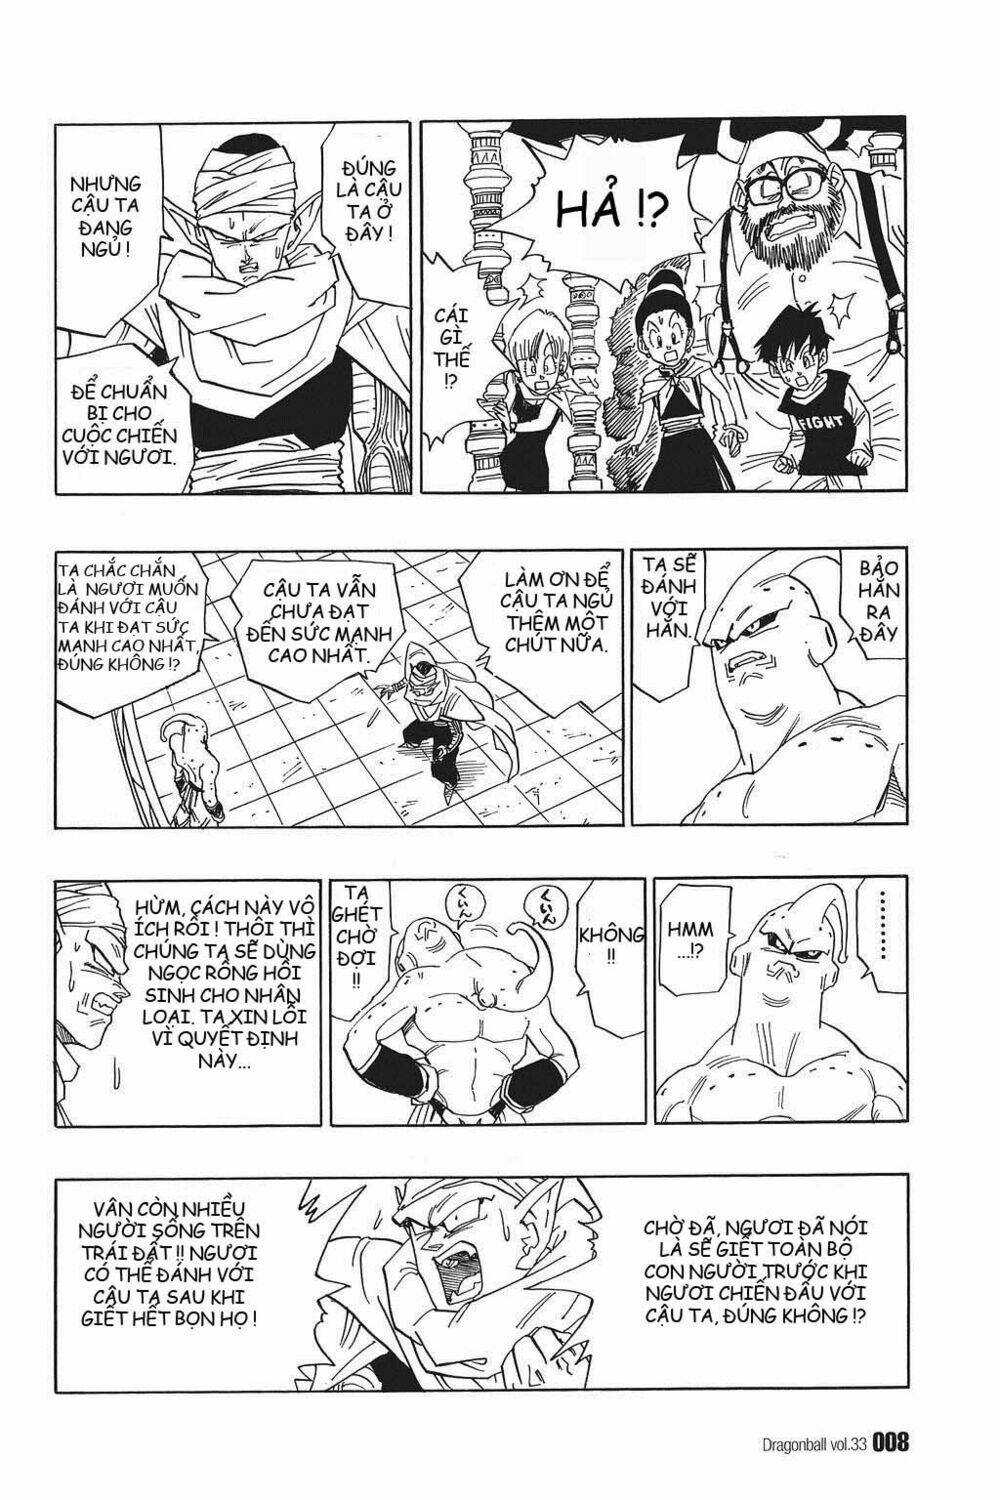 HẢ !?
CÁI
GÌ
THẾ
!?
FIGHT
ĐÚNG
LÀ CẬU
TA Ở
ĐÂY !
NHƯNG
CẬU TA
ĐANG
NGỦ !
ĐỂ CHUẨN
BỊ CHO
CUỘC CHIẾN
VỚI NGƯƠI.
BẢO
HẮN RA
ĐÂY
TA SẼ
ĐÁNH
VỚI
HẮN.
LÀM ƠN ĐỂ
CẬU TA NGỦ
THÊM MỘT
CHÚT NỮA.
CẬU TA VẪN
CHƯA ĐẠT
ĐẾN SỨC MẠNH
CAO NHẤT.
TA CHẮC CHẮN
LÀ NGƯƠI MUỐN
ĐÁNH VỚI CẬU
TA KHI ĐẠT SỨC
MẠNH CAO NHẤT,
ĐÚNG KHÔNG !?
.........
HMM
...!?
KHÔNG
!!
くいん
くいん
TA
GHÉT
CHỜ
ĐỢI
!!
HỪM, CÁCH NÀY VÔ
ÍCH RỒI ! THÔI THÌ
CHÚNG TA SẼ DÙNG
NGỌC RỒNG HỒI
SINH CHO NHÂN
LOẠI. TA XIN LỖI
VÌ QUYẾT ĐỊNH
NÀY...
CHỜ ĐÃ, NGƯƠI ĐÃ NÓI
LÀ SẼ GIẾT TOÀN BỘ
CON NGƯỜI TRƯỚC KHI
NGƯƠI CHIẾN ĐẤU VỚI
CẬU TA, ĐÚNG KHÔNG !?
VẪN CÒN NHIỀU
NGƯỜI SỐNG TRÊN
TRÁI ĐẤT !! NGƯƠI
CÓ THỂ ĐÁNH VỚI
CẬU TA SAU KHI
GIẾT HẾT BỌN HỌ !
Dragonball vol.33 008